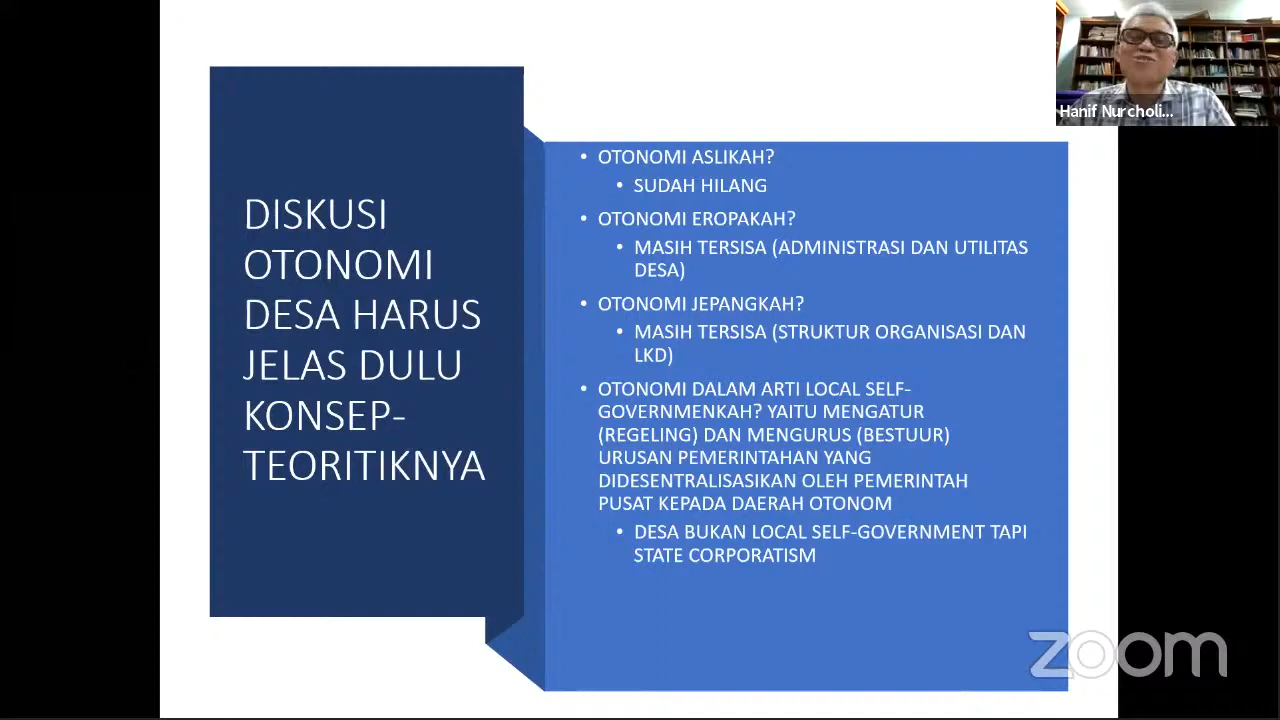 Hanif Nurcholi...
DISKUSI
OTONOMI
DESA HARUS
JELAS DULU
KONSEP-
TEORITIKNYA
• OTONOMI ASLIKAH?
• SUDAH HILANG
• OTONOMI EROPAKAH?
• MASIH TERSISA (ADMINISTRASI DAN UTILITAS
DESA)
• OTONOMI JEPANGKAH?
• MASIH TERSISA (STRUKTUR ORGANISASI DAN
LKD)
• OTONOMI DALAM ARTI LOCAL SELF-
GOVERNMENKAH? YAITU MENGATUR
(REGELING) DAN MENGURUS (BESTUUR)
URUSAN PEMERINTAHAN YANG
DIDESENTRALISASIKAN OLEH PEMERINTAH
PUSAT KEPADA DAERAH OTONOM
• DESA BUKAN LOCAL SELF-GOVERNMENT TAPI
STATE CORPORATISM
zoom